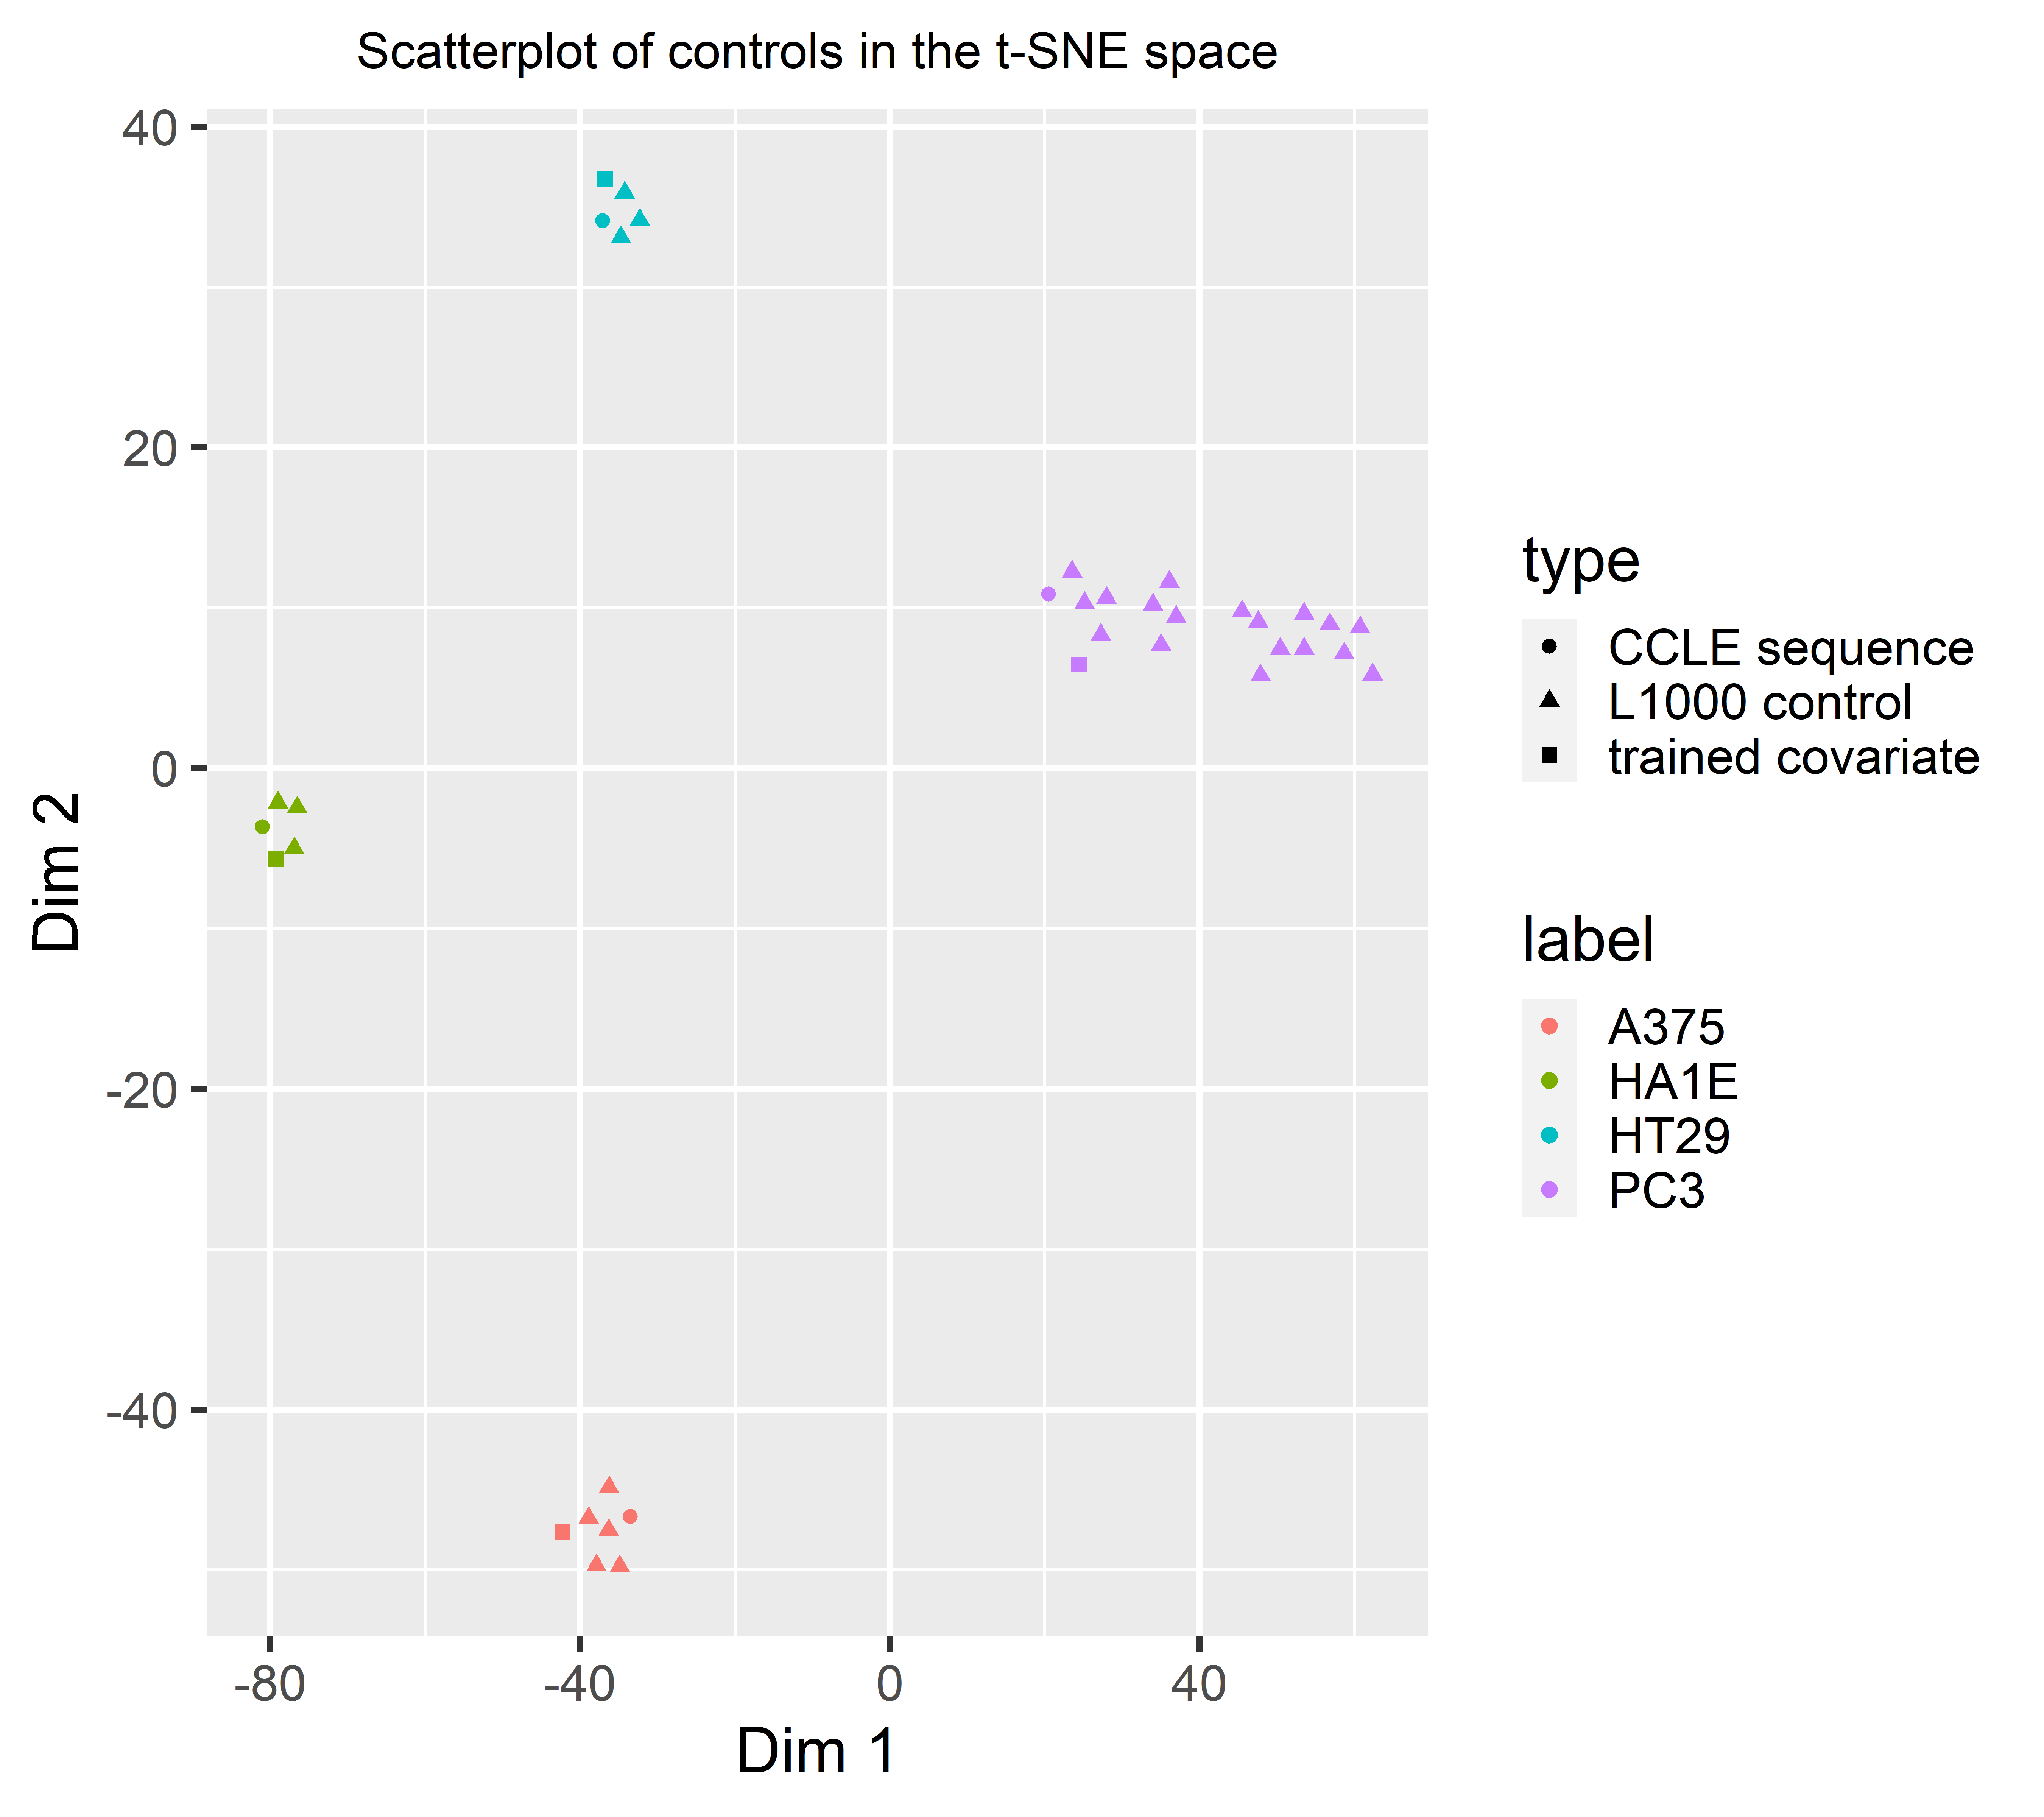 Scatterplot of controls in the t-SNE space
40
20
0
-20
-40
Dim 2
-80
-40
0
40
Dim 1
type
CCLE sequence
L1000 control
trained covariate
label
A375
HA1E
HT29
PC3